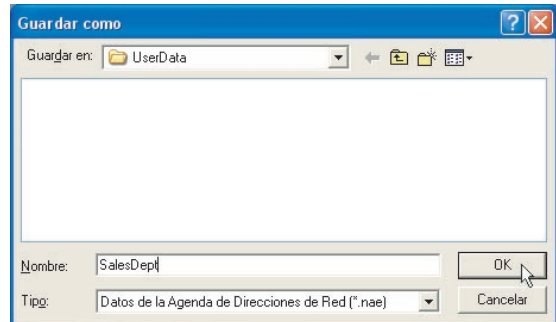 Guardar como
Guardar en: UserData
Nombre: SalesDept
OK
Tipo: Datos de la Agenda de Direcciones de Red (*.nae)
Cancelar